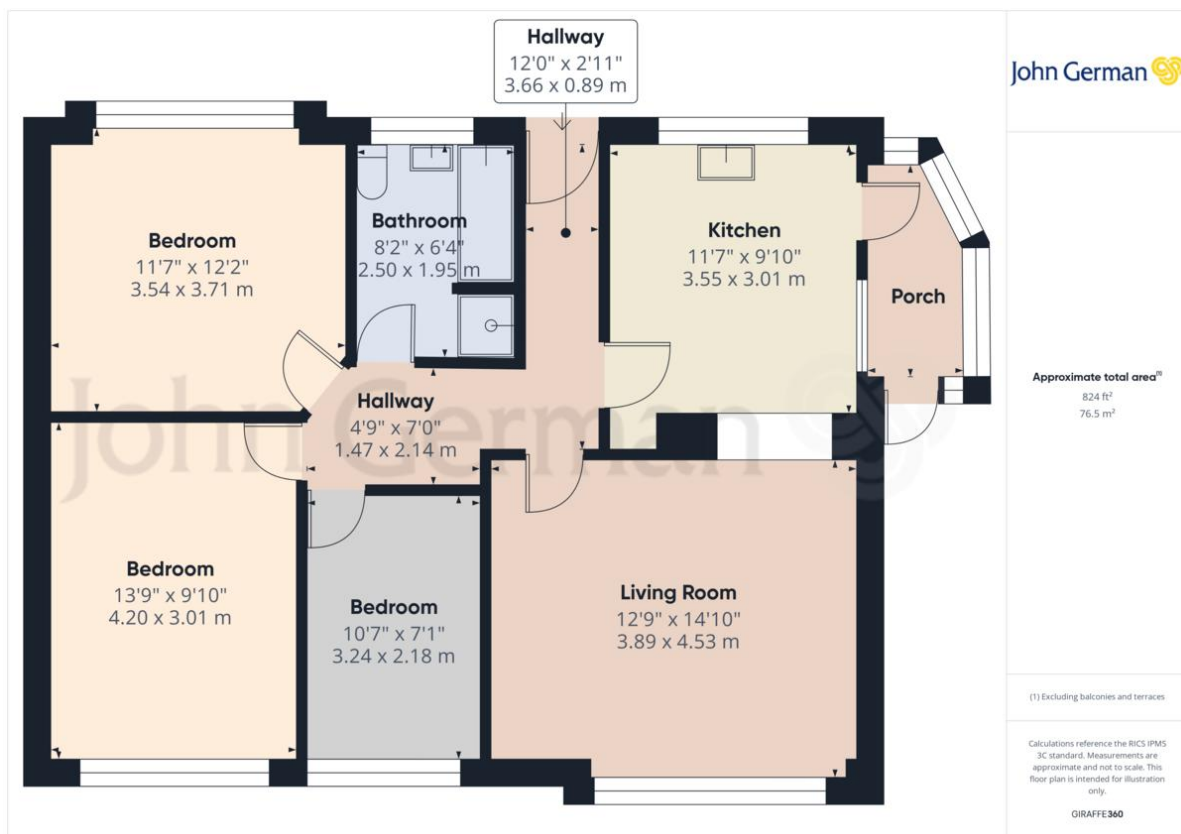 Hallway
12'0" x 2'11"
3.66 x 0.89 m
John German
Bedroom
11'7" x 12'2"
3.54 x 3.71 m
Bathroom
8'2" x 6'4"
2.50 x 1.95 m
Kitchen
11'7" x 9'10"
3.55 x 3.01 m
Porch
Hallway
4'9" x 7'0"
1.47 x 2.14 m
John German
Bedroom
13'9" x 9'10"
4.20 x 3.01 m
Bedroom
10'7" x 7'1"
3.24 x 2.18 m
Living Room
12'9" x 14'10"
3.89 x 4.53 m
Approximate total area(1)
824 ft²
76.5 m²
(1) Excluding balconies and terraces
Calculations reference the RICS IPMS
3C standard. Measurements are
approximate and not to scale. This
floor plan is intended for illustration
only.
GIRAFFE360